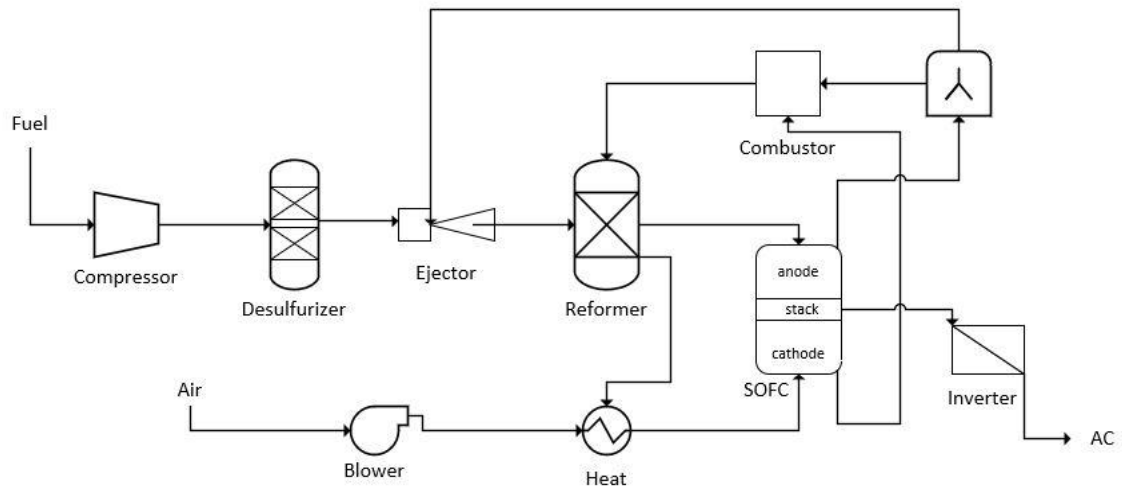 Fuel
Combustor
Compressor
Desulfurizer
Ejector
Reformer
anode
stack
cathode
SOFC
Inverter
Air
Blower
Heat
AC